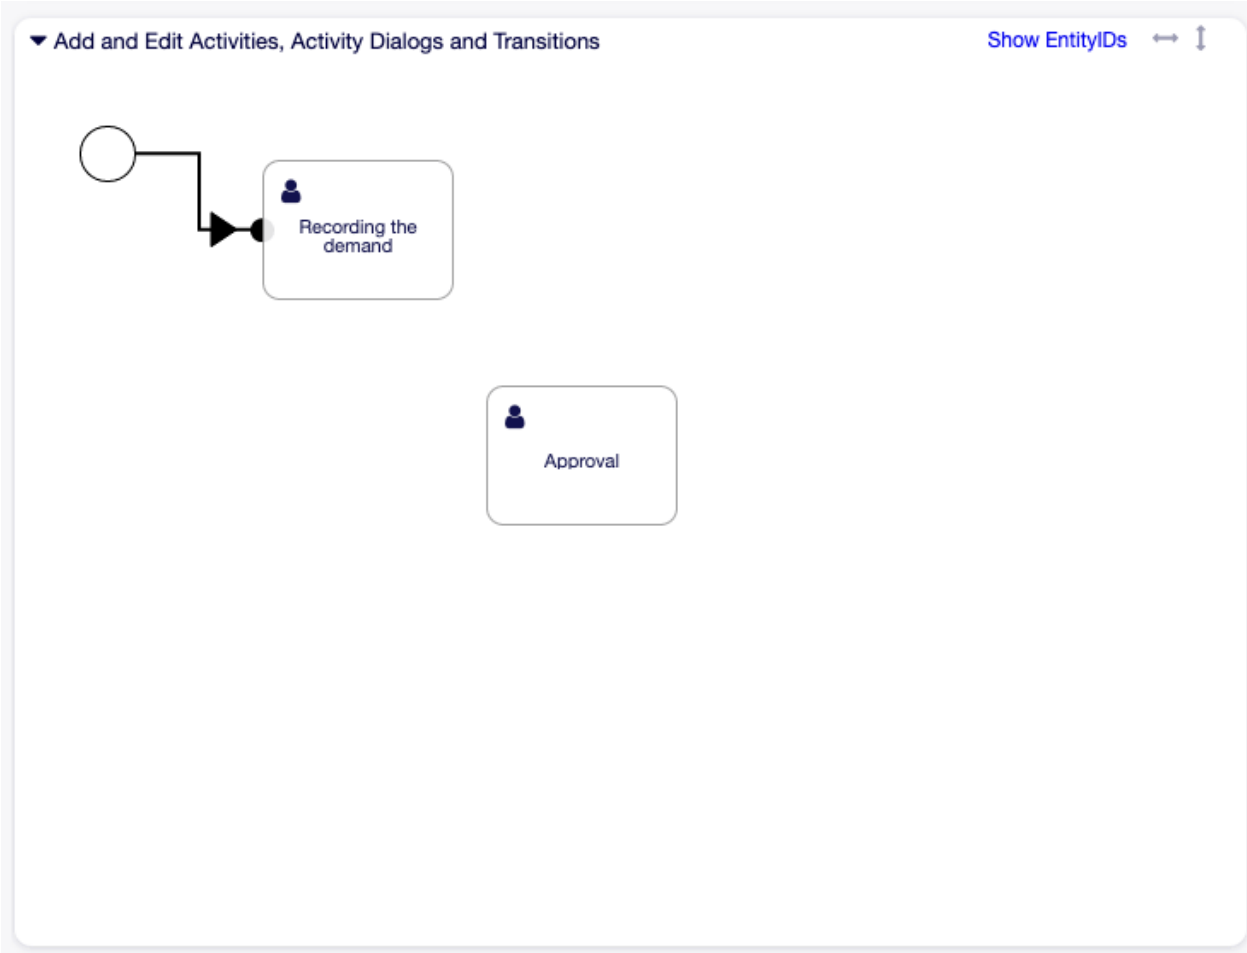 Add and Edit Activities, Activity Dialogs and Transitions
Show EntityIDs
Recording the
demand
Approval